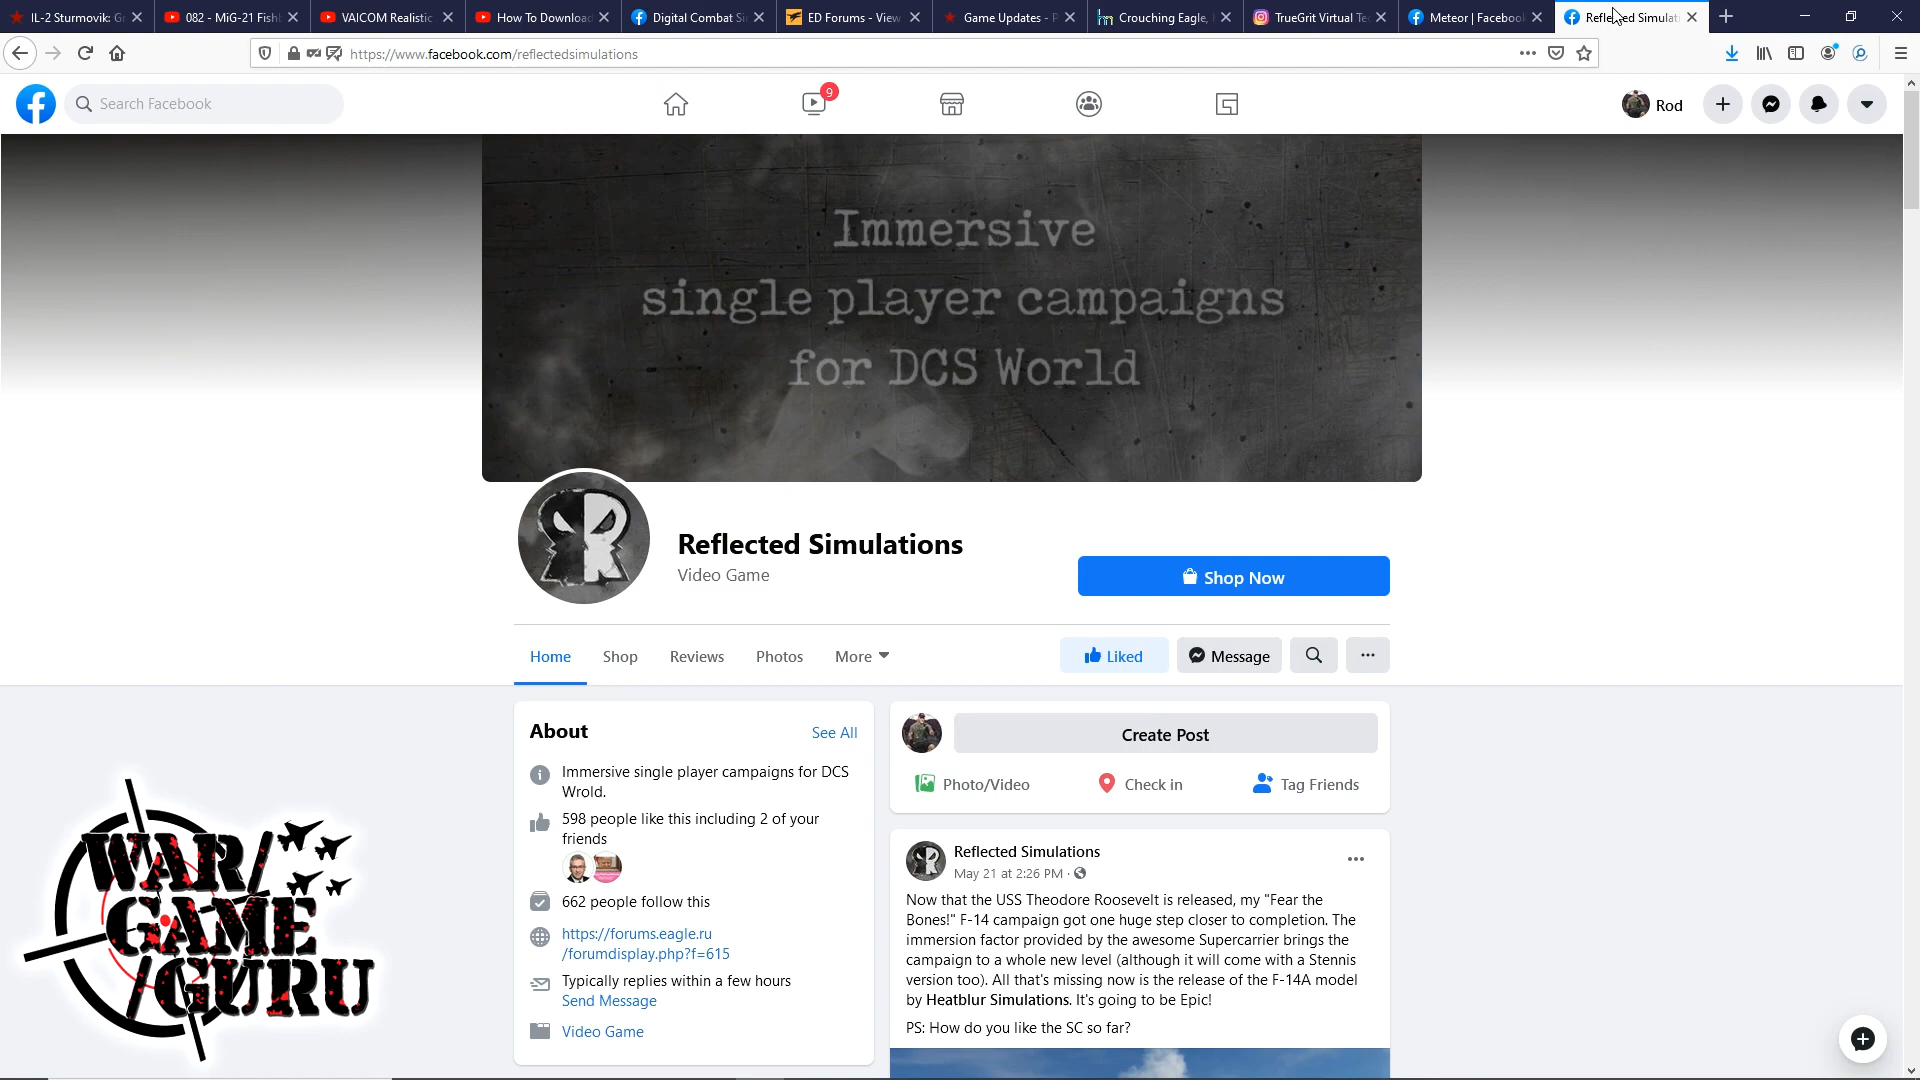 IL-2 Sturmovik: Gr
082 - MiG-21 Fishb
VAICOM Realistic
How To Download
Digital Combat Si
ED Forums - View
Game Updates - P
Crouching Eagle,
TrueGrit Virtual Tec
Meteor | Facebook
Reflected Simulati
https://www.facebook.com/reflectedsimulations
Search Facebook
9
Rod
Immersive
single player campaigns
for DCS World
Reflected Simulations
Video Game
Shop Now
Home
Shop
Reviews
Photos
More
Liked
Message
About
See All
Immersive single player campaigns for DCS
Wrold.
598 people like this including 2 of your
friends
662 people follow this
https://forums.eagle.ru
/forumdisplay.php?f=615
Typically replies within a few hours
Send Message
Video Game
Create Post
Photo/Video
Check in
Tag Friends
Reflected Simulations
May 21 at 2:26 PM ·
Now that the USS Theodore Roosevelt is released, my "Fear the
Bones!" F-14 campaign got one huge step closer to completion. The
immersion factor provided by the awesome Supercarrier brings the
campaign to a whole new level (although it will come with a Stennis
version too). All that's missing now is the release of the F-14A model
by Heatblur Simulations. It's going to be Epic!
PS: How do you like the SC so far?
WAR/
GAME
/GURU